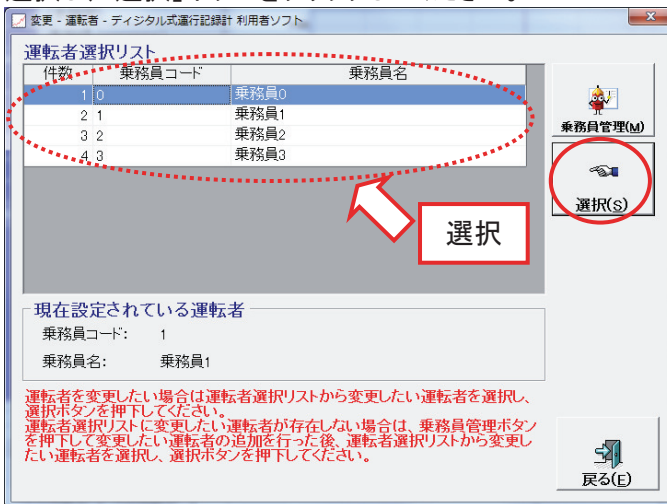 変更 - 運転者 - ディジタル式運行記録計 利用者ソフト
運転者選択リスト
件数 乗務員コード 乗務員名
1 0 乗務員0
2 1 乗務員1
3 2 乗務員2
4 3 乗務員3
乗務員管理(M)
選択(S)
選択
現在設定されている運転者
乗務員コード: 1
乗務員名: 乗務員1
運転者を変更したい場合は運転者選択リストから変更したい運転者を選択し、
選択ボタンを押下してください。
運転者選択リストに変更したい運転者が存在しない場合は、乗務員管理ボタン
を押下して変更したい運転者の追加を行った後、運転者選択リストから変更し
たい運転者を選択し、選択ボタンを押下してください。
戻る(E)